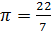 π = 22/7